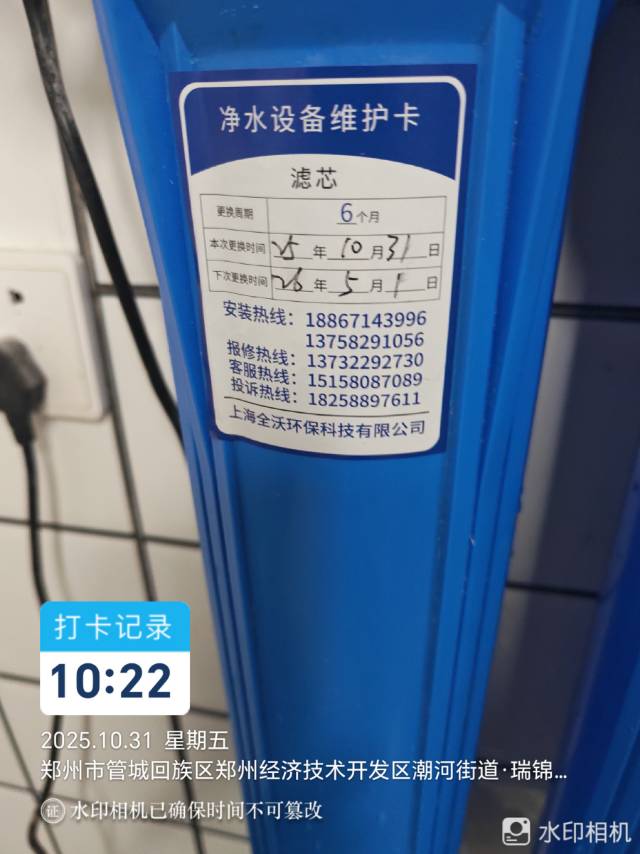 净水设备维护卡
滤芯
更换周期 6个月
本次更换时间 25年10月31日
下次更换时间 26年5月1日
安装热线：18867143996
13758291056
报修热线：13732292730
客服热线：15158087089
投诉热线：18258897611
上海全沃环保科技有限公司
打卡记录
10:22
2025.10.31 星期五
郑州市管城回族区郑州经济技术开发区潮河街道·瑞锦...
证 水印相机已确保时间不可篡改
水印相机